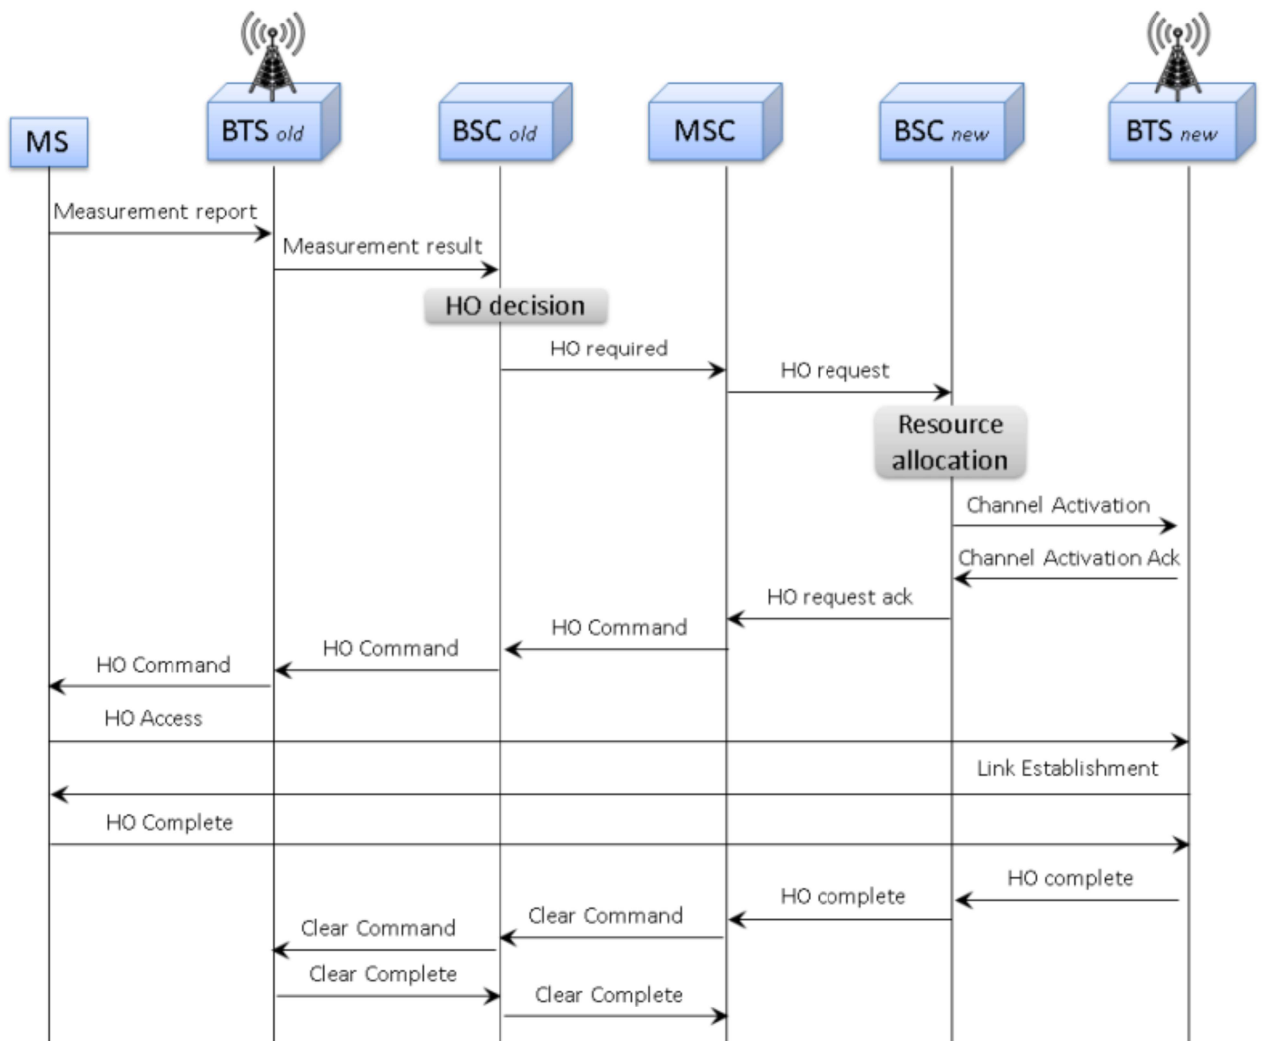 MS
BTS old
BSC old
MSC
BSC new
BTS new
Measurement report
Measurement result
HO decision
HO required
HO request
Resource
allocation
Channel Activation
Channel Activation Ack
HO request ack
HO Command
HO Command
HO Command
HO Access
Link Establishment
HO Complete
HO complete
HO complete
Clear Command
Clear Command
Clear Complete
Clear Complete